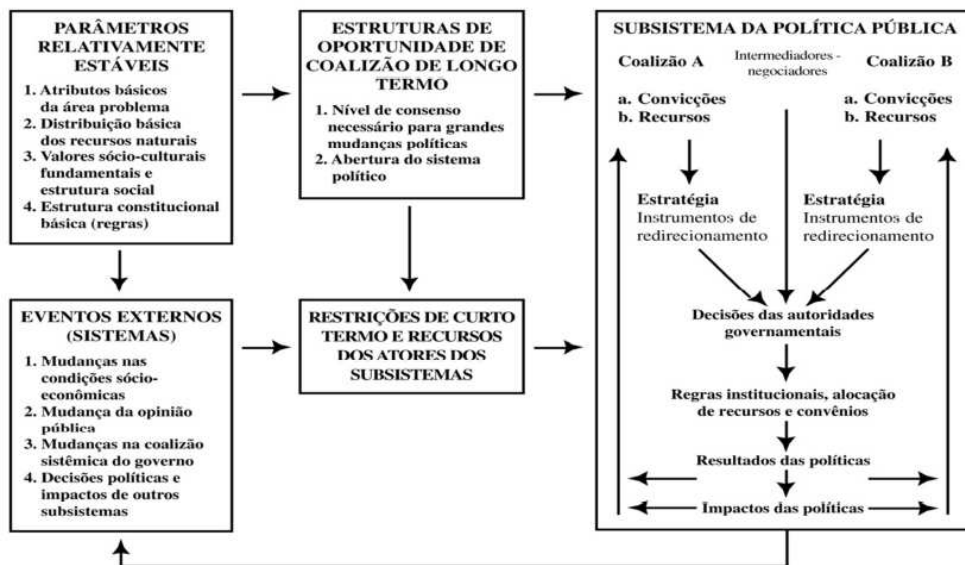 PARÂMETROS
RELATIVAMENTE
ESTÁVEIS
1. Atributos básicos
da área problema
2. Distribuição básica
dos recursos naturais
3. Valores sócio-culturais
fundamentais e
estrutura social
4. Estrutura constitucional
básica (regras)
ESTRUTURAS DE
OPORTUNIDADE DE
COALIZÃO DE LONGO
TERMO
1. Nível de consenso
necessário para grandes
mudanças políticas
2. Abertura do sistema
político
EVENTOS EXTERNOS
(SISTEMAS)
1. Mudanças nas
condições sócio-
econômicas
2. Mudança da opinião
pública
3. Mudanças na coalizão
sistêmica do governo
4. Decisões políticas e
impactos de outros
subsistemas
RESTRIÇÕES DE CURTO
TERMO E RECURSOS
DOS ATORES DOS
SUBSISTEMAS
SUBSISTEMA DA POLÍTICA PÚBLICA
Coalizão A
a. Convicções
b. Recursos
Intermediadores -
negociadores
Coalizão B
a. Convicções
b. Recursos
Estratégia
Instrumentos de
redirecionamento
Estratégia
Instrumentos de
redirecionamento
Decisões das autoridades
governamentais
Regras institucionais, alocação
de recursos e convênios
Resultados das políticas
Impactos das políticas